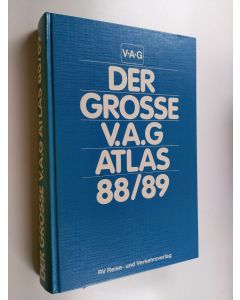 V·A·G
DER
GROSSE
V.A.G
ATLAS
88/89
RV Reise- und Verkehrsverlag
DER GROSSE V.A.G ATLAS 88/89